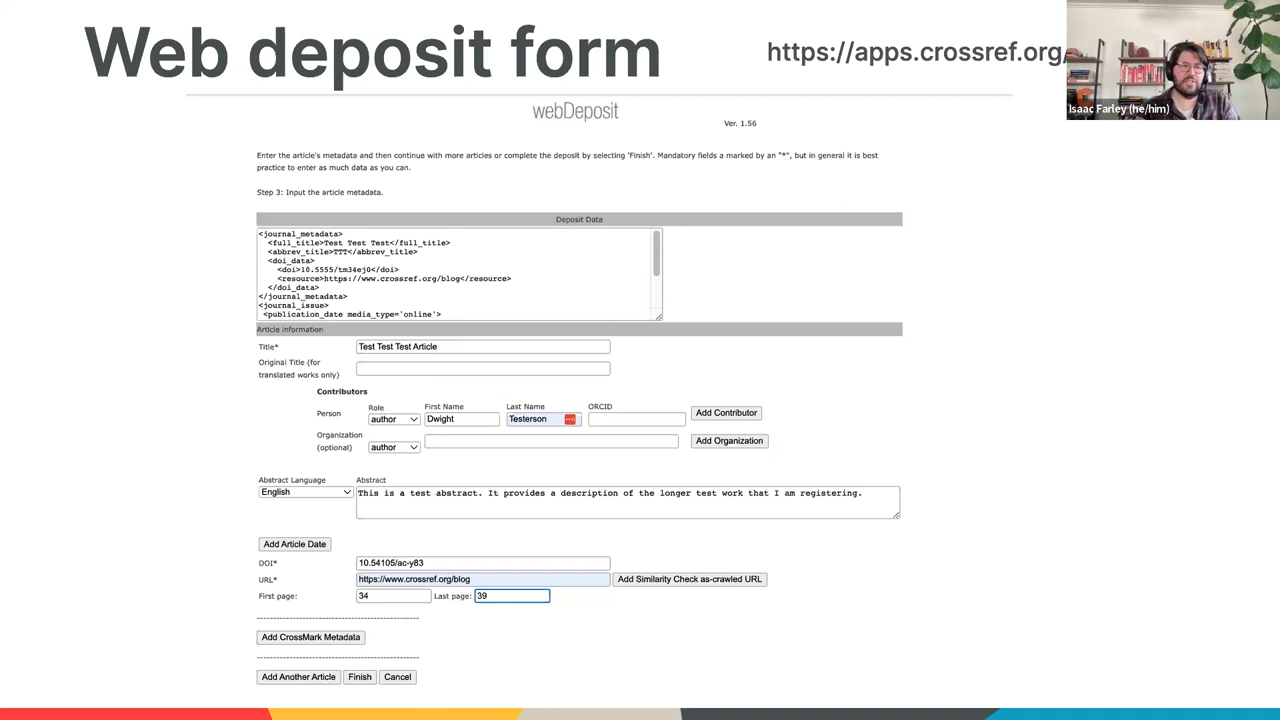 Web deposit form
https://apps.crossref.org/
Isaac Farley (he/him)
webDeposit
Ver. 1.56
Enter the article's metadata and then continue with more articles or complete the deposit by selecting 'Finish'. Mandatory fields a marked by an "*", but in general it is best
practice to enter as much data as you can.
Step 3: Input the article metadata.
Deposit Data
<journal_metadata>
<full_title>Test Test Test</full_title>
<abbrev_title>TTT</abbrev_title>
<doi_data>
<doi>10.5555/tm34ej0</doi>
<resource>https://www.crossref.org/blog</resource>
</doi_data>
</journal_metadata>
<journal_issue>
<publication_date media_type='online'>
Article information
Title* Test Test Test Article
Original Title (for
translated works only)
Contributors
Role First Name Last Name ORCID
Person author Dwight Testerson Add Contributor
Organization
(optional) author Add Organization
Abstract Language Abstract
English This is a test abstract. It provides a description of the longer test work that I am registering.
Add Article Date
DOI* 10.54105/ac-y83
URL* https://www.crossref.org/blog Add Similarity Check as-crawled URL
First page: 34 Last page: 39
------------------------------------------
Add CrossMark Metadata
------------------------------------------
Add Another Article Finish Cancel